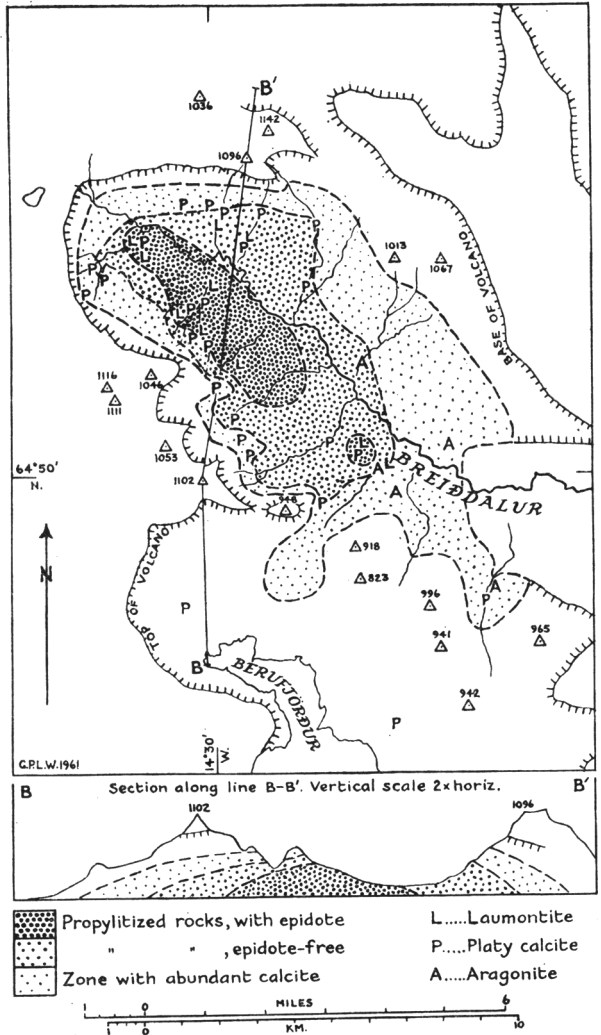 B'
1036
1142
1096
P P P P
L L P P
L P L
P
1013
1067
BASE OF VOLCANO
P P P
L
P
L L P P
P L
P P
L
A
1116
1046
1111
P
P
P P
P
L
P
A
A
A
1053
64°50'
N.
1102
948
P
BREIÐDALUR
N
TOP OF VOLCANO
918
823
996
A
P
965
941
942
P
B
BERUFJÖRÐUR
P
14°30'
W.
G.P.L.W.1961
B Section along line B-B'. Vertical scale 2×horiz. B'
1102 1096
Propylitized rocks, with epidote L.....Laumontite
" " , epidote-free P.....Platy calcite
Zone with abundant calcite A.....Aragonite
1 0 MILES 6
1 0 KM. 10